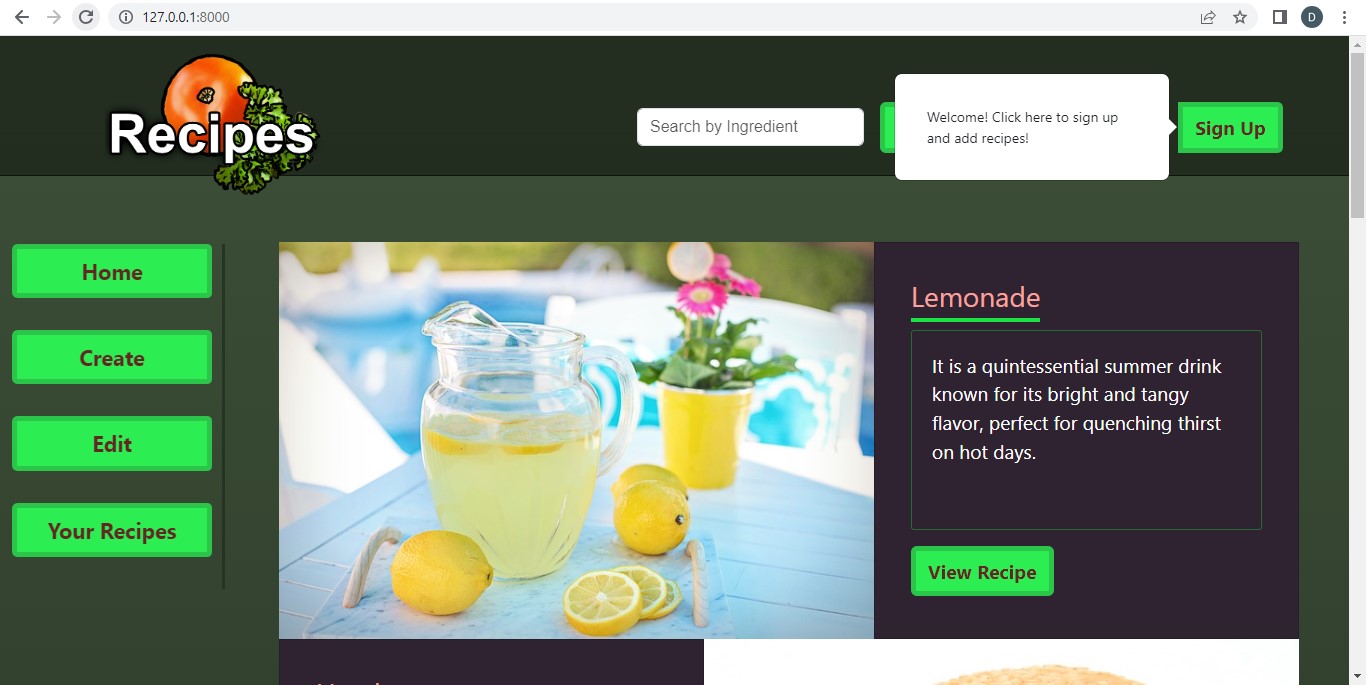 127.0.0.1:8000
D
Recipes
Search by Ingredient
Welcome! Click here to sign up
and add recipes!
Sign Up
Home
Create
Edit
Your Recipes
Lemonade
It is a quintessential summer drink
known for its bright and tangy
flavor, perfect for quenching thirst
on hot days.
View Recipe